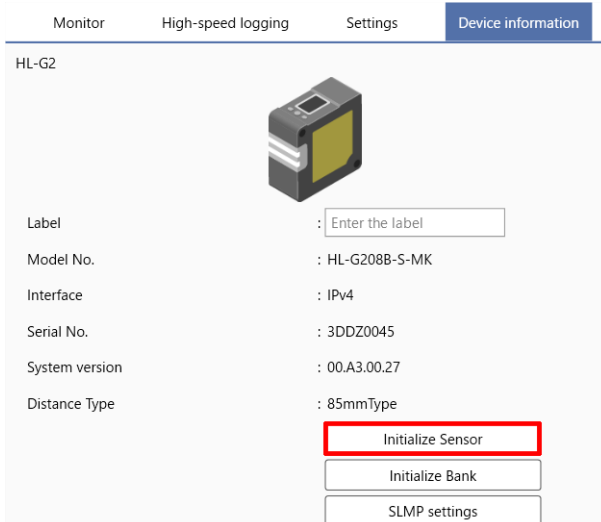 Monitor High-speed logging Settings Device information
HL-G2
Label : Enter the label
Model No. : HL-G208B-S-MK
Interface : IPv4
Serial No. : 3DDZ0045
System version : 00.A3.00.27
Distance Type : 85mmType
Initialize Sensor
Initialize Bank
SLMP settings